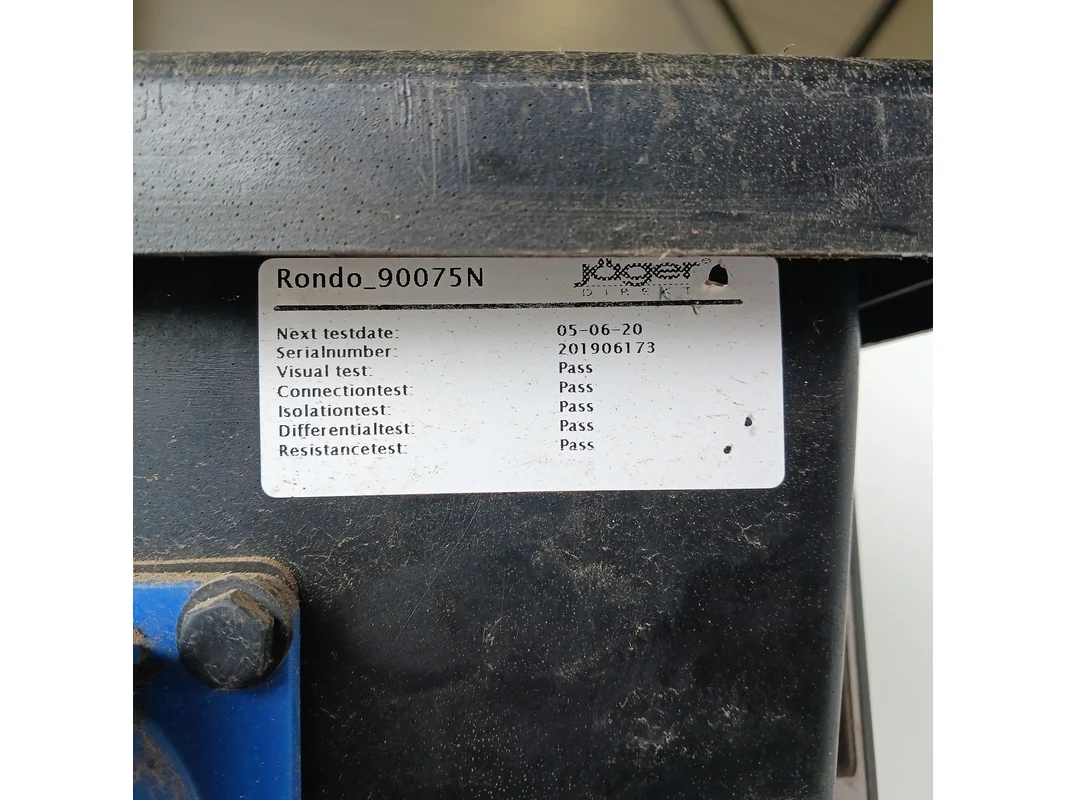 Rondo_90075N
jäger
DIREKT
Next testdate: 05-06-20
Serialnumber: 201906173
Visual test: Pass
Connectiontest: Pass
Isolationtest: Pass
Differentialtest: Pass
Resistancetest: Pass